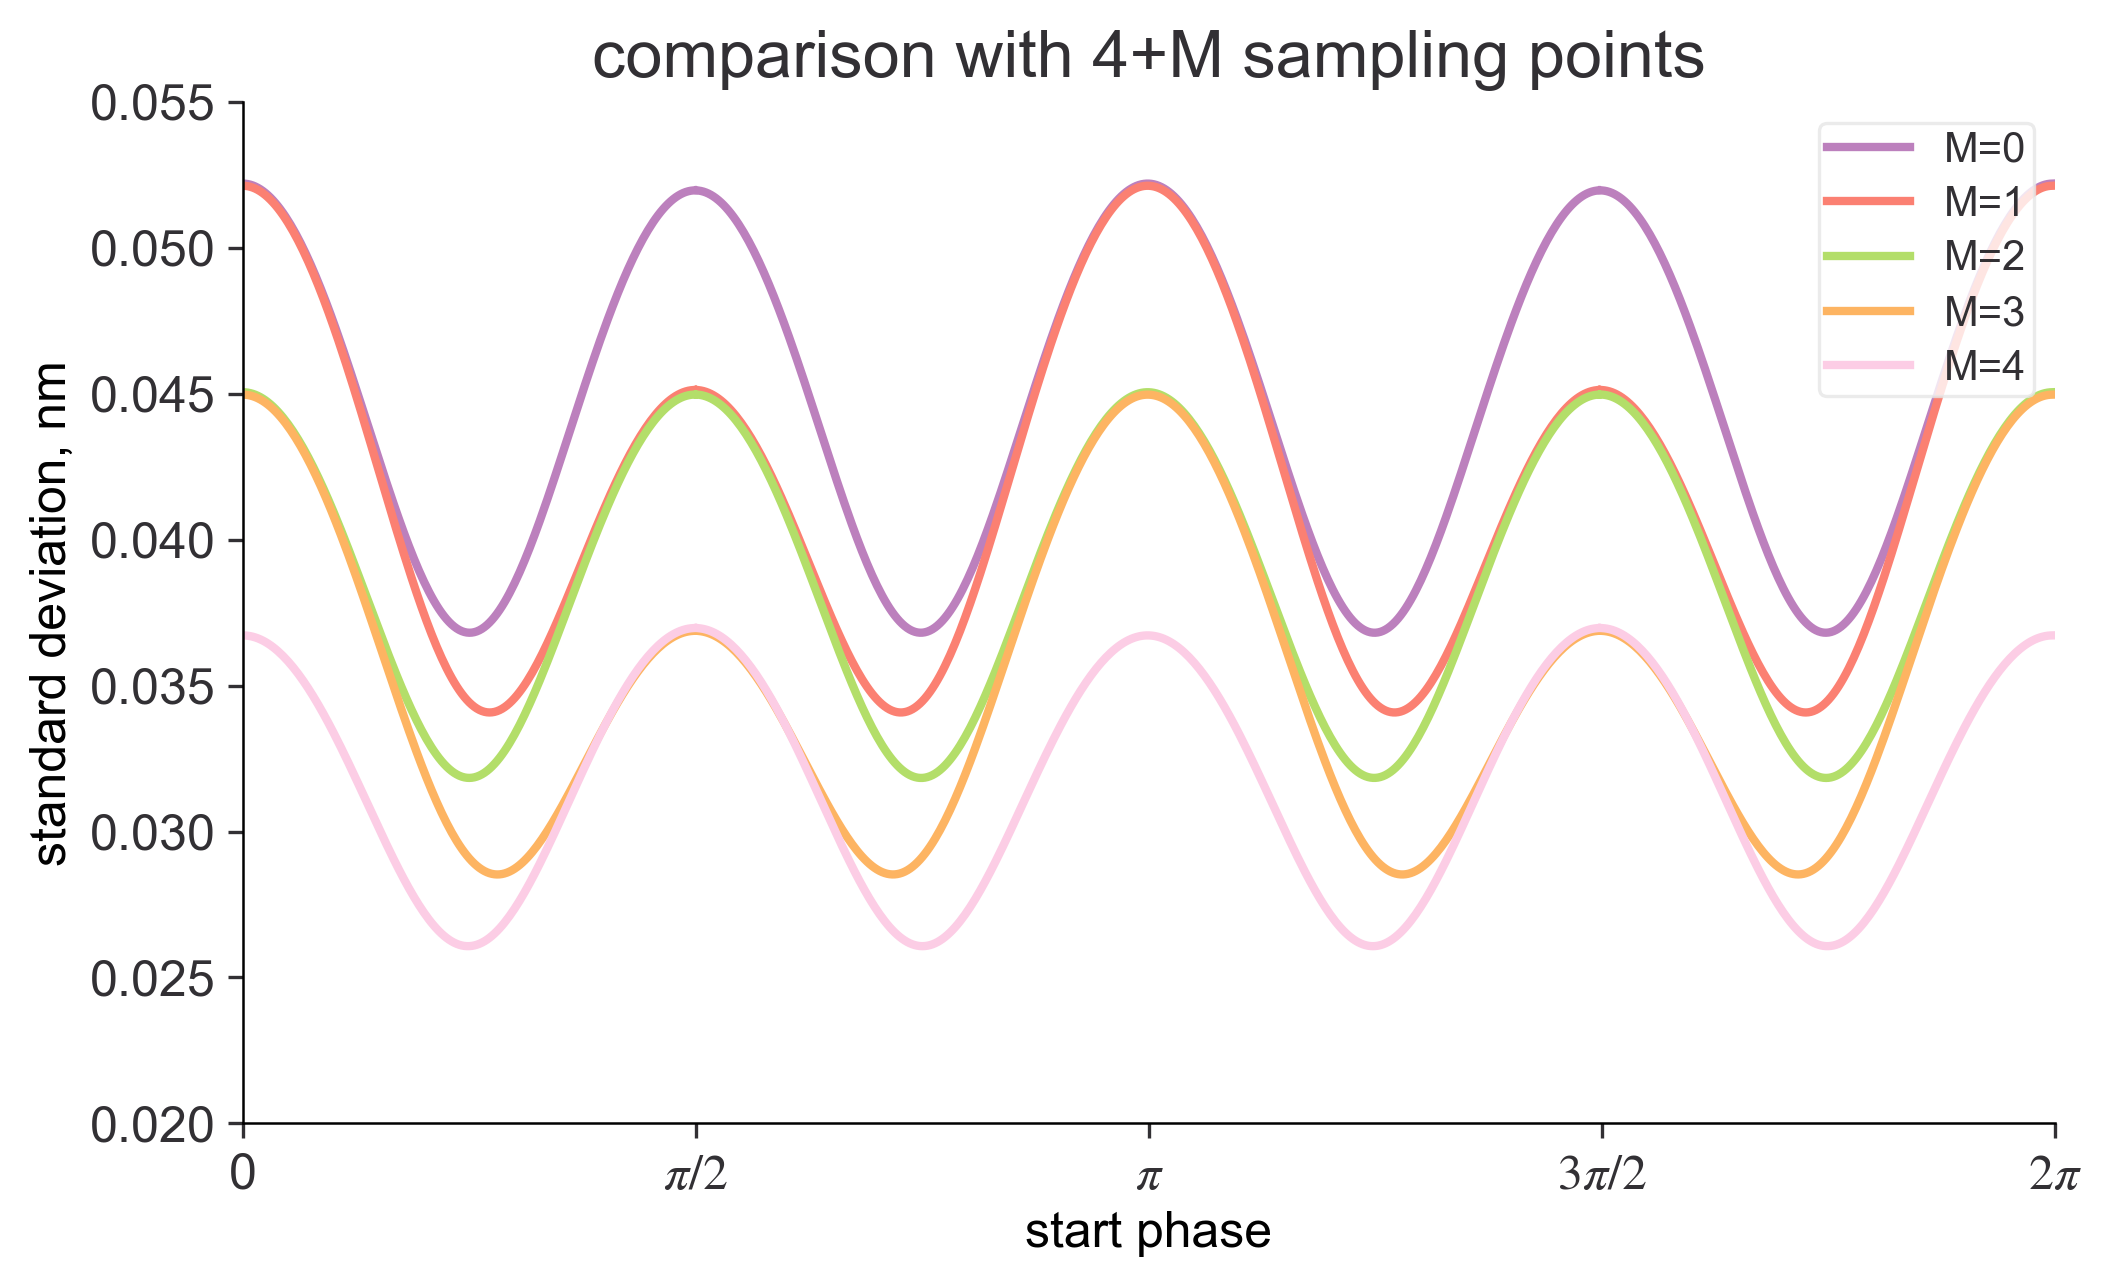 comparison with 4+M sampling points
0.055
0.050
0.045
0.040
0.035
0.030
0.025
0.020
standard deviation, nm
M=0
M=1
M=2
M=3
M=4
0 π/2 π 3π/2 2π
start phase